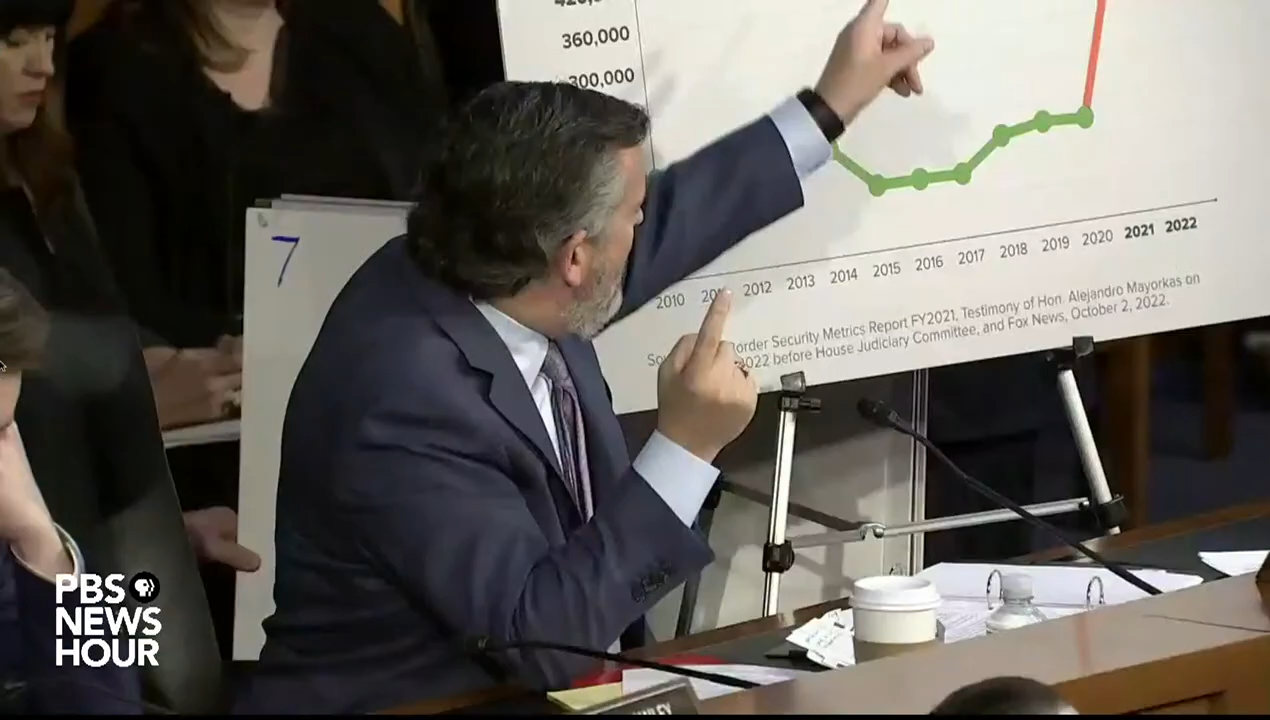 360,000
300,000
7
2010 2012 2013 2014 2015 2016 2017 2018 2019 2020 2021 2022
Border Security Metrics Report FY2021, Testimony of Hon. Alejandro Mayorkas on
2022 before House Judiciary Committee, and Fox News, October 2, 2022.
PBS
NEWS
HOUR